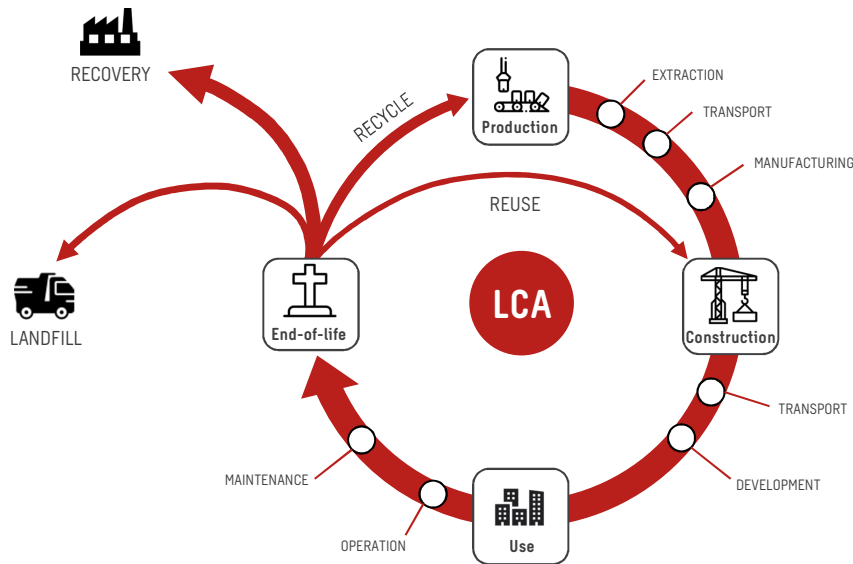 RECOVERY
RECYCLE
Production
EXTRACTION
TRANSPORT
MANUFACTURING
REUSE
LANDFILL
End-of-life
LCA
Construction
TRANSPORT
DEVELOPMENT
MAINTENANCE
OPERATION
Use